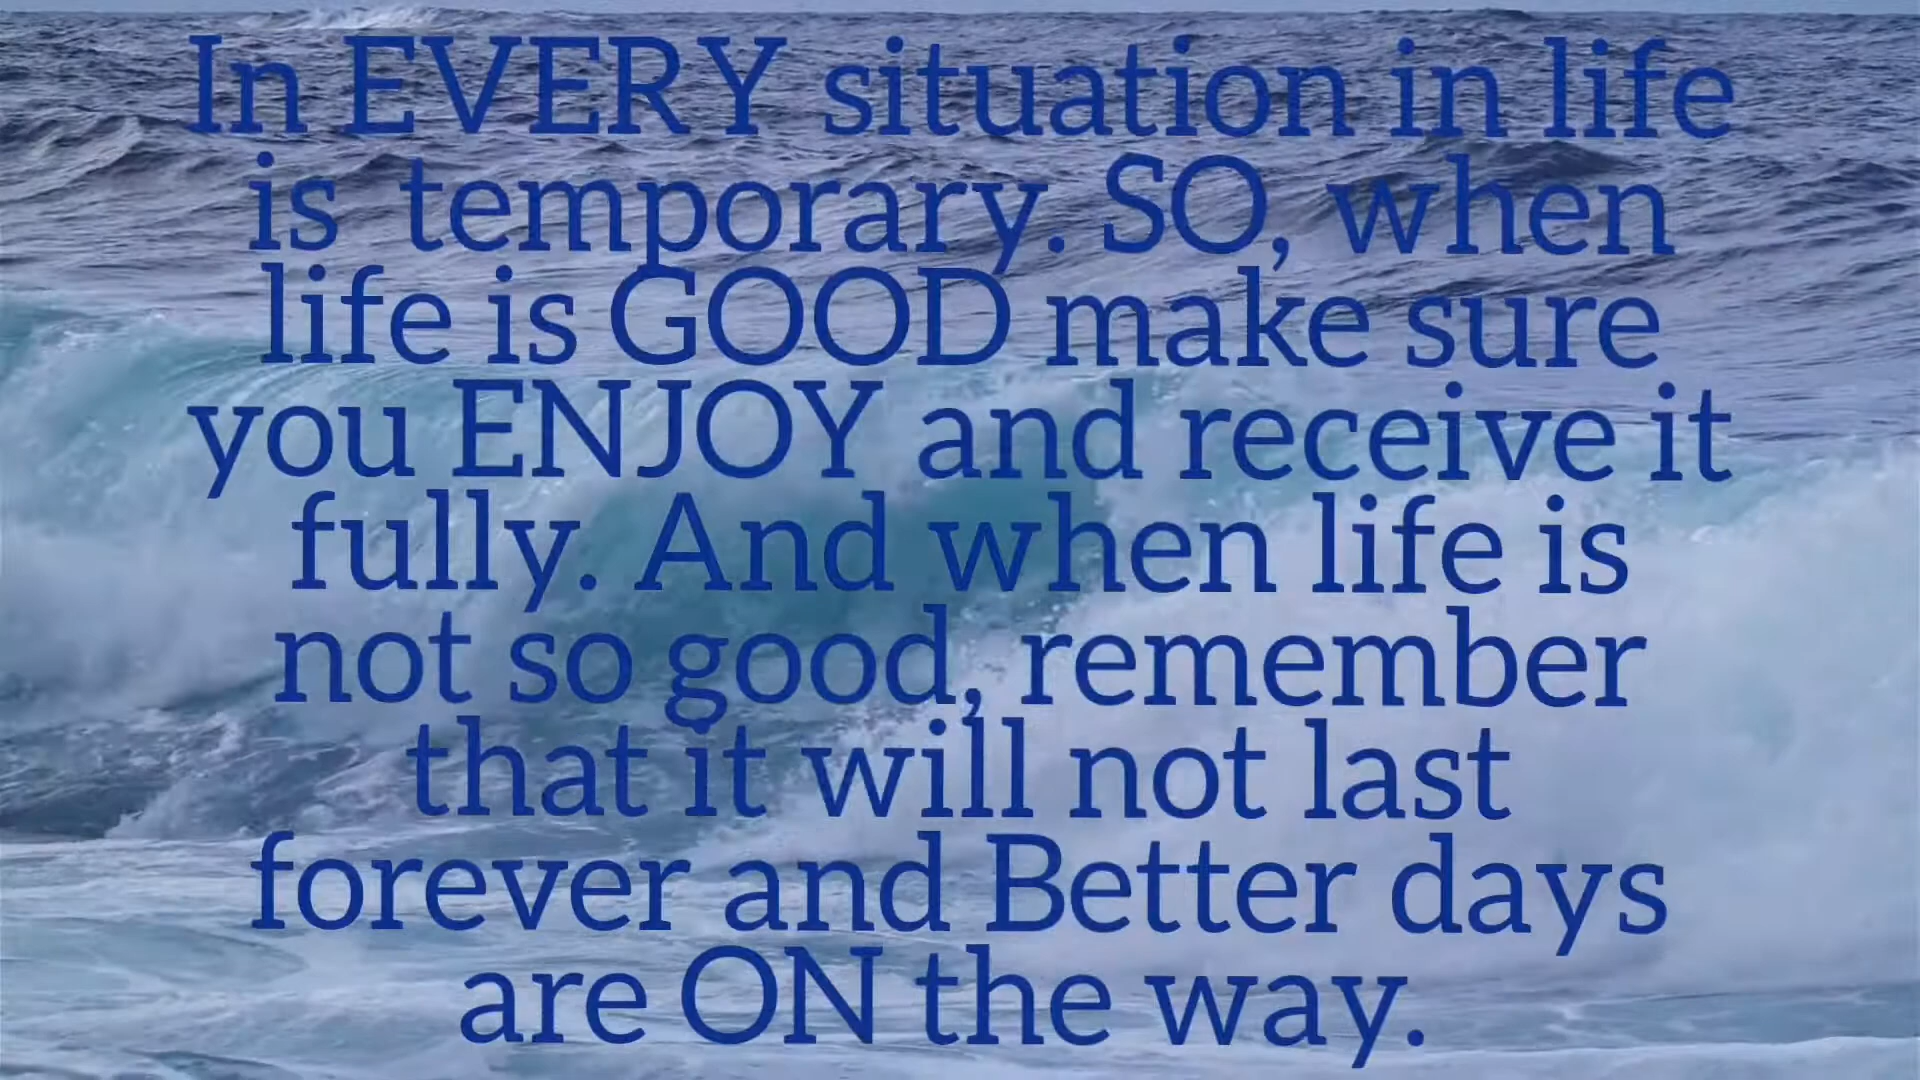 In EVERY situation in life
is temporary. SO, when
life is GOOD make sure
you ENJOY and receive it
fully. And when life is
not so good, remember
that it will not last
forever and Better days
are ON the way.